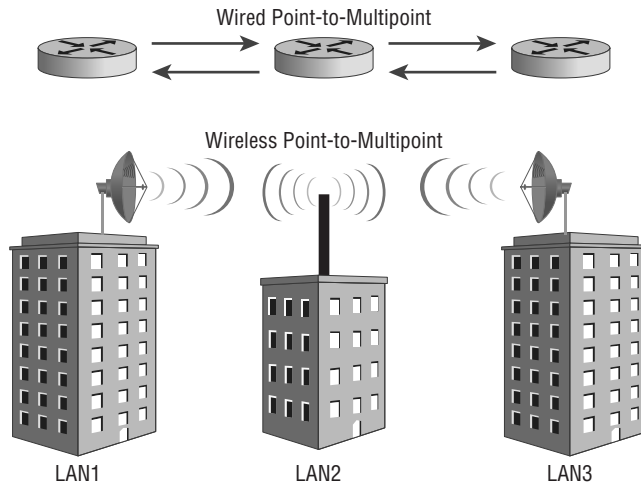 Wired Point-to-Multipoint
Wireless Point-to-Multipoint
LAN1
LAN2
LAN3